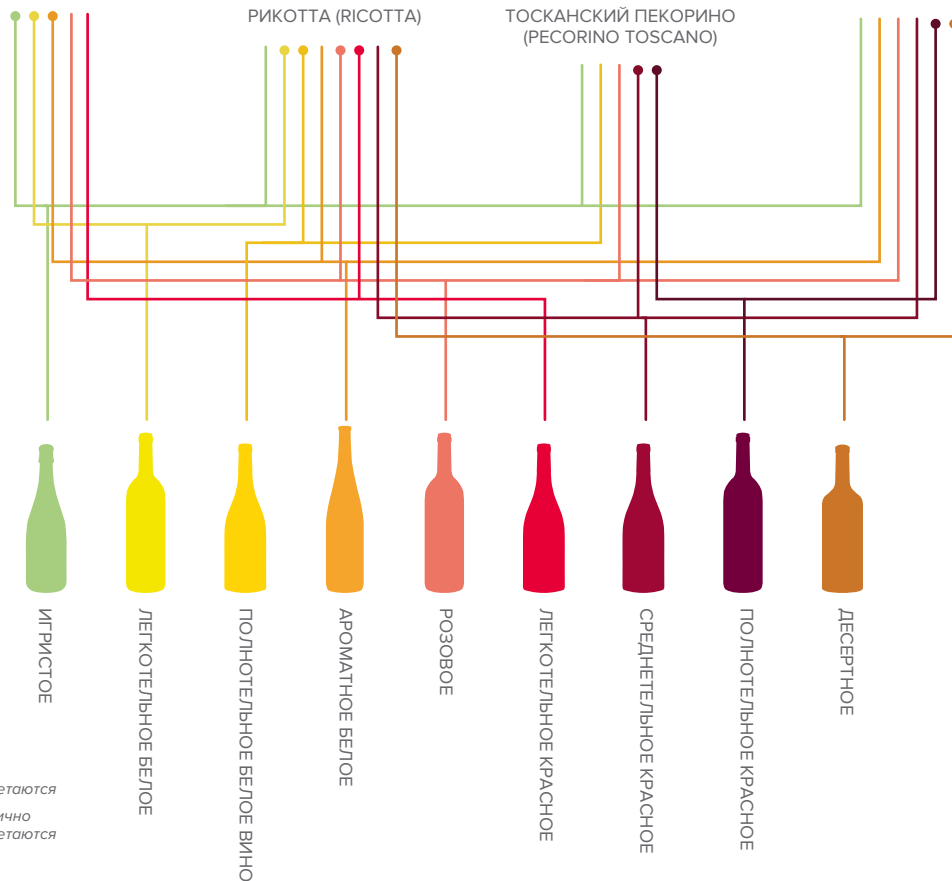 РИКОТТА (RICOTTA)
ТОСКАНСКИЙ ПЕКОРИНО
(PECORINO TOSCANO)
ИГРИСТОЕ
ЛЕГКОТЕЛЬНОЕ БЕЛОЕ
ПОЛНОТЕЛЬНОЕ БЕЛОЕ ВИНО
АРОМАТНОЕ БЕЛОЕ
РОЗОВОЕ
ЛЕГКОТЕЛЬНОЕ КРАСНОЕ
СРЕДНЕТЕЛЬНОЕ КРАСНОЕ
ПОЛНОТЕЛЬНОЕ КРАСНОЕ
ДЕСЕРТНОЕ